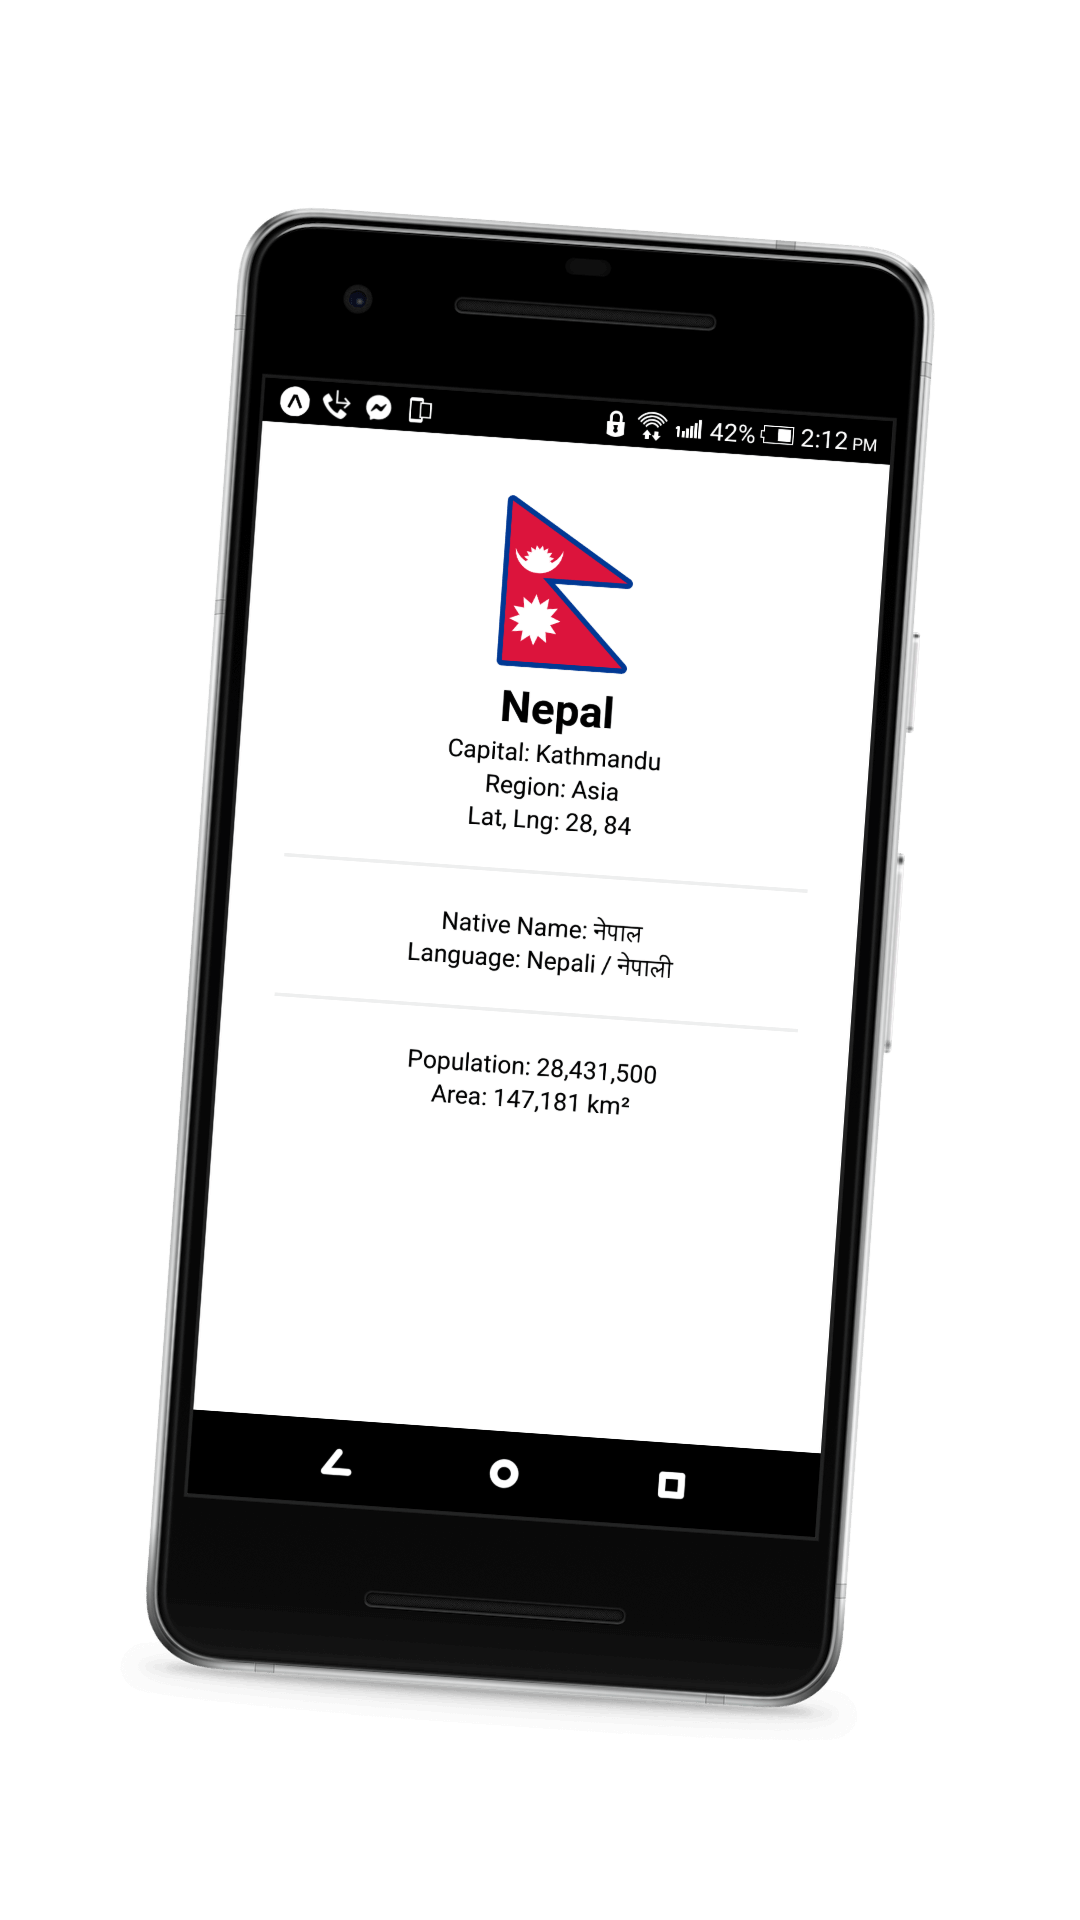 42% 2:12 PM
Nepal
Capital: Kathmandu
Region: Asia
Lat, Lng: 28, 84
Native Name: नेपाल
Language: Nepali / नेपाली
Population: 28,431,500
Area: 147,181 km²